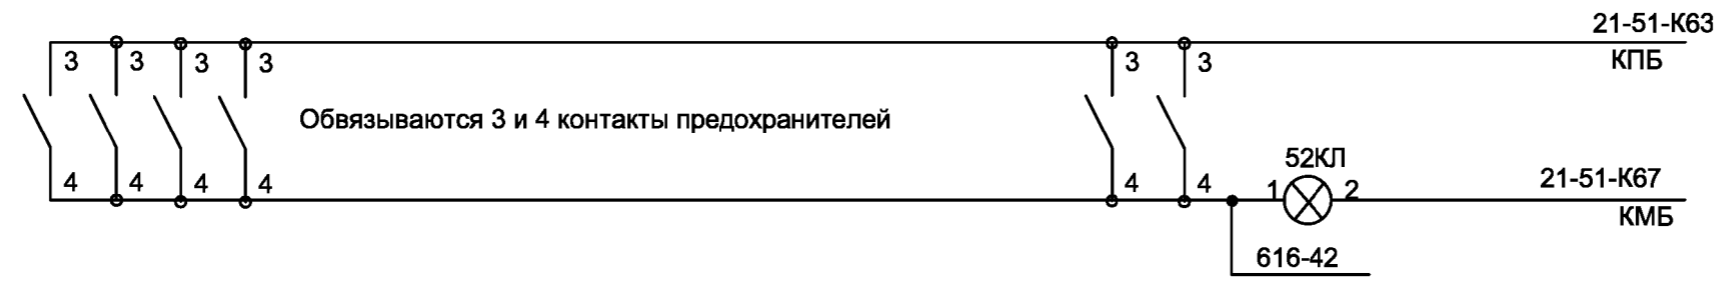 21-51-К63
3 3 3 3 3 3
КПБ
Обвязываются 3 и 4 контакты предохранителей
52КЛ
4 4 4 4 4 4 1 2 21-51-К67
КМБ
616-42